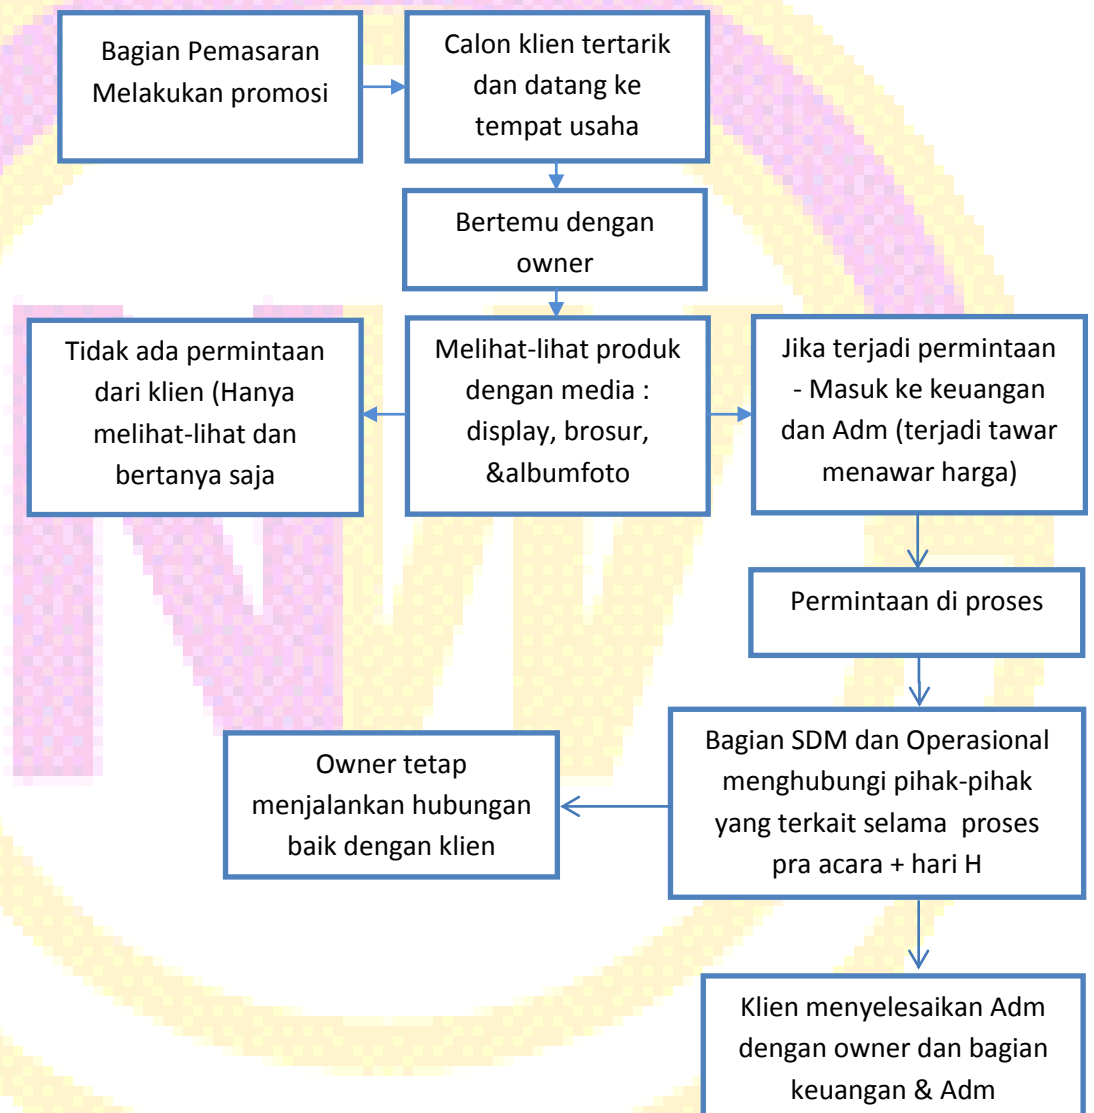 Bagian Pemasaran
Melakukan promosi
Calon klien tertarik
dan datang ke
tempat usaha
Bertemu dengan
owner
Tidak ada permintaan
dari klien (Hanya
melihat-lihat dan
bertanya saja
Melihat-lihat produk
dengan media :
display, brosur,
&albumfoto
Jika terjadi permintaan
- Masuk ke keuangan
dan Adm (terjadi tawar
menawar harga)
Permintaan di proses
Bagian SDM dan Operasional
menghubungi pihak-pihak
yang terkait selama  proses
pra acara + hari H
Owner tetap
menjalankan hubungan
baik dengan klien
Klien menyelesaikan Adm
dengan owner dan bagian
keuangan & Adm